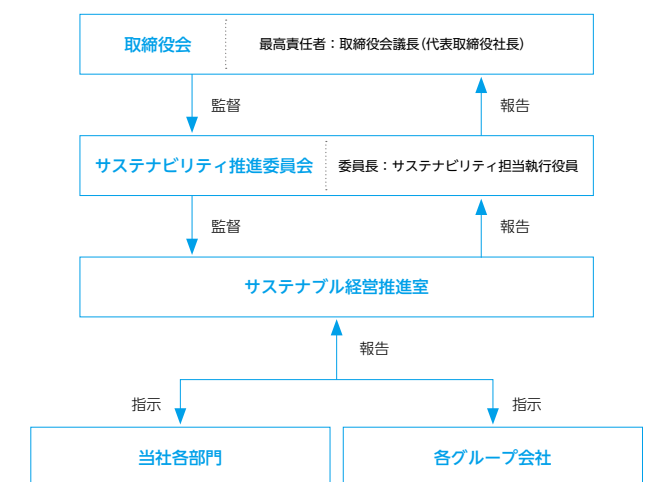 取締役会
最高責任者：取締役会議長（代表取締役社長）
監督
報告
サステナビリティ推進委員会
委員長：サステナビリティ担当執行役員
監督
報告
サステナブル経営推進室
報告
指示
指示
当社各部門
各グループ会社